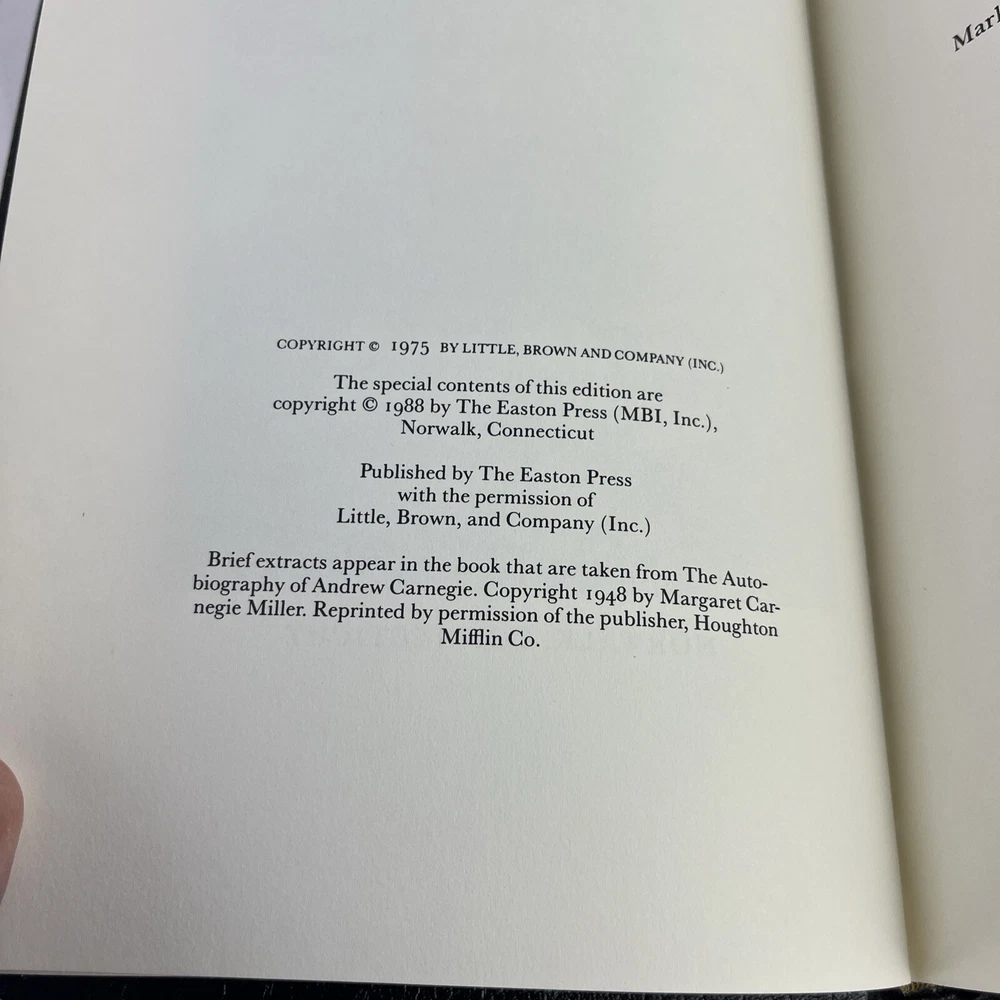 COPYRIGHT © 1975 BY LITTLE, BROWN AND COMPANY (INC.)
The special contents of this edition are
copyright © 1988 by The Easton Press (MBI, Inc.),
Norwalk, Connecticut
Published by The Easton Press
with the permission of
Little, Brown, and Company (Inc.)
Brief extracts appear in the book that are taken from The Auto-
biography of Andrew Carnegie. Copyright 1948 by Margaret Car-
negie Miller. Reprinted by permission of the publisher, Houghton
Mifflin Co.